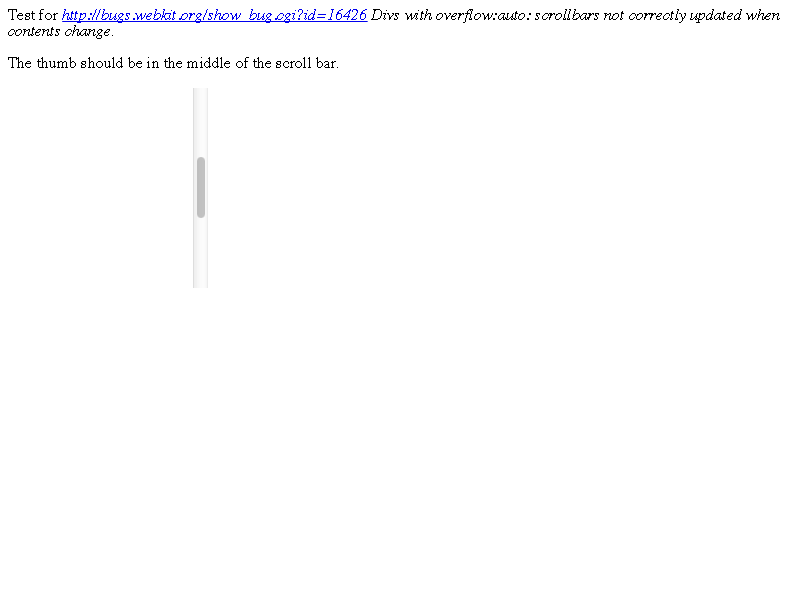 Test for http://bugs.webkit.org/show_bug.cgi?id=16426 Divs with overflow:auto: scrollbars not correctly updated when
contents change.
The thumb should be in the middle of the scroll bar.